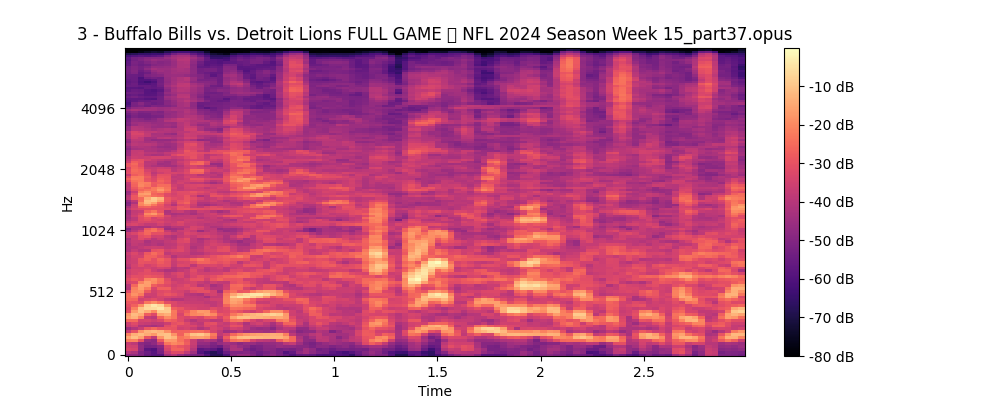 3 - Buffalo Bills vs. Detroit Lions FULL GAME ▯ NFL 2024 Season Week 15_part37.opus
Hz
4096
2048
1024
512
0
0
0.5
1
1.5
2
2.5
Time
-10 dB
-20 dB
-30 dB
-40 dB
-50 dB
-60 dB
-70 dB
-80 dB